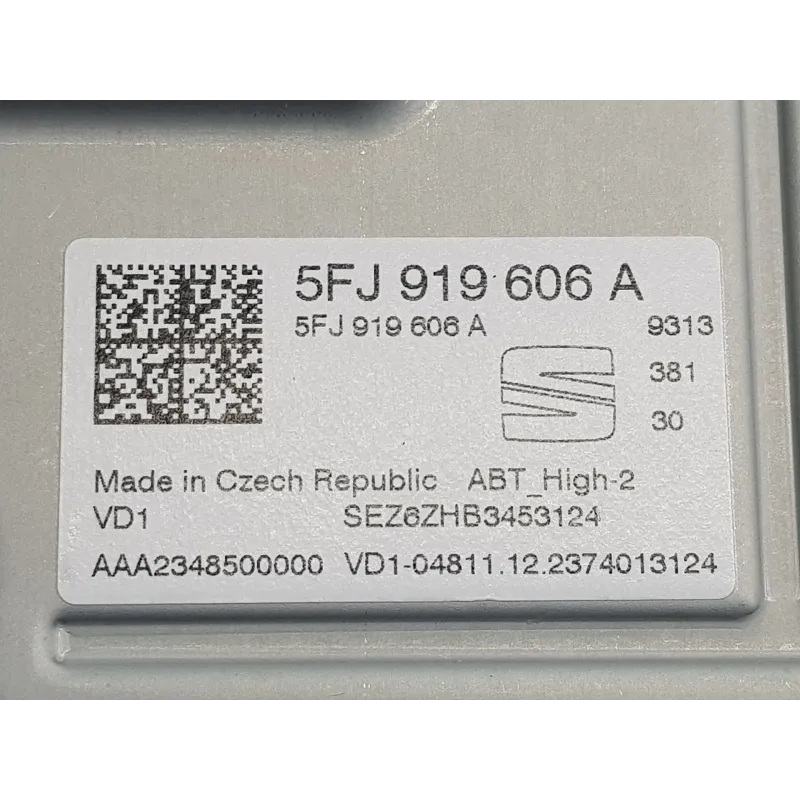 5FJ 919 606 A
5FJ 919 606 A 9313
381
30
Made in Czech Republic ABT_High-2
VD1 SEZ6ZHB3453124
AAA2348500000 VD1-04811.12.2374013124